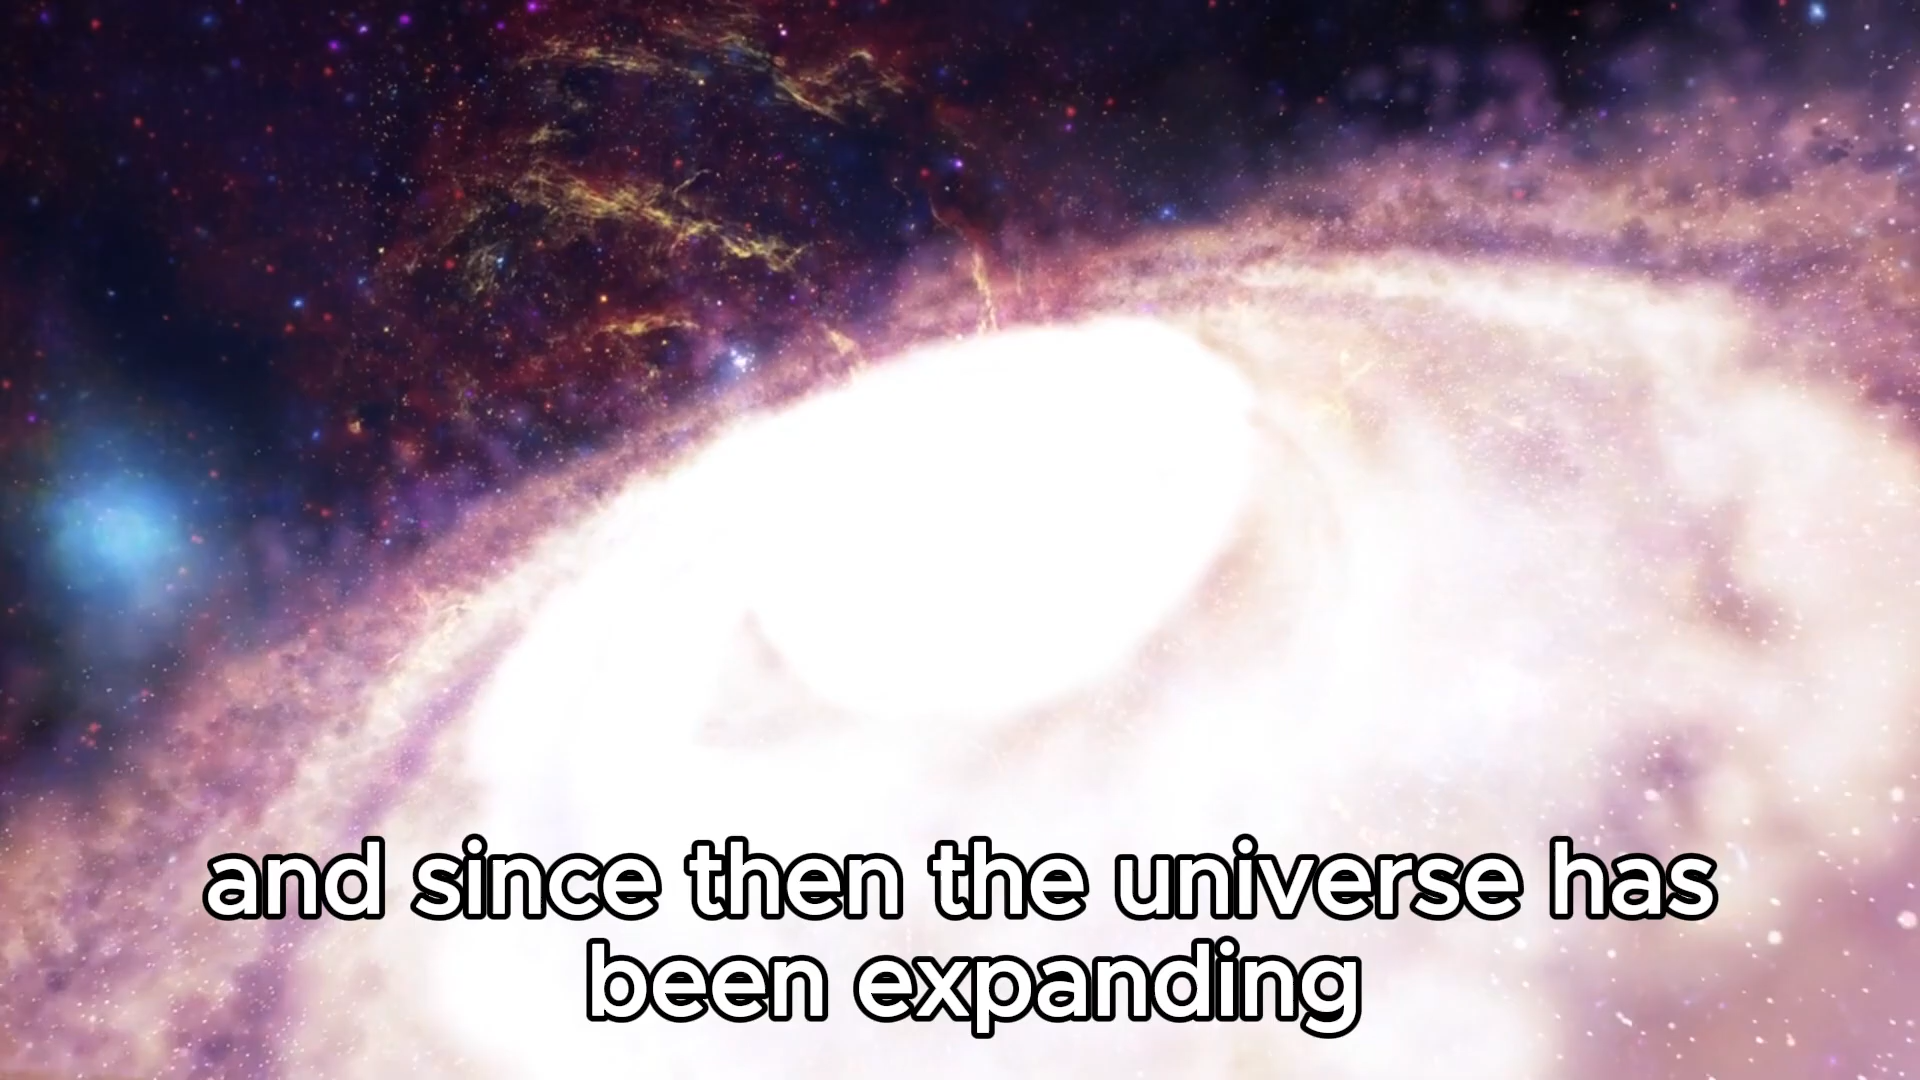 and since then the universe has
been expanding